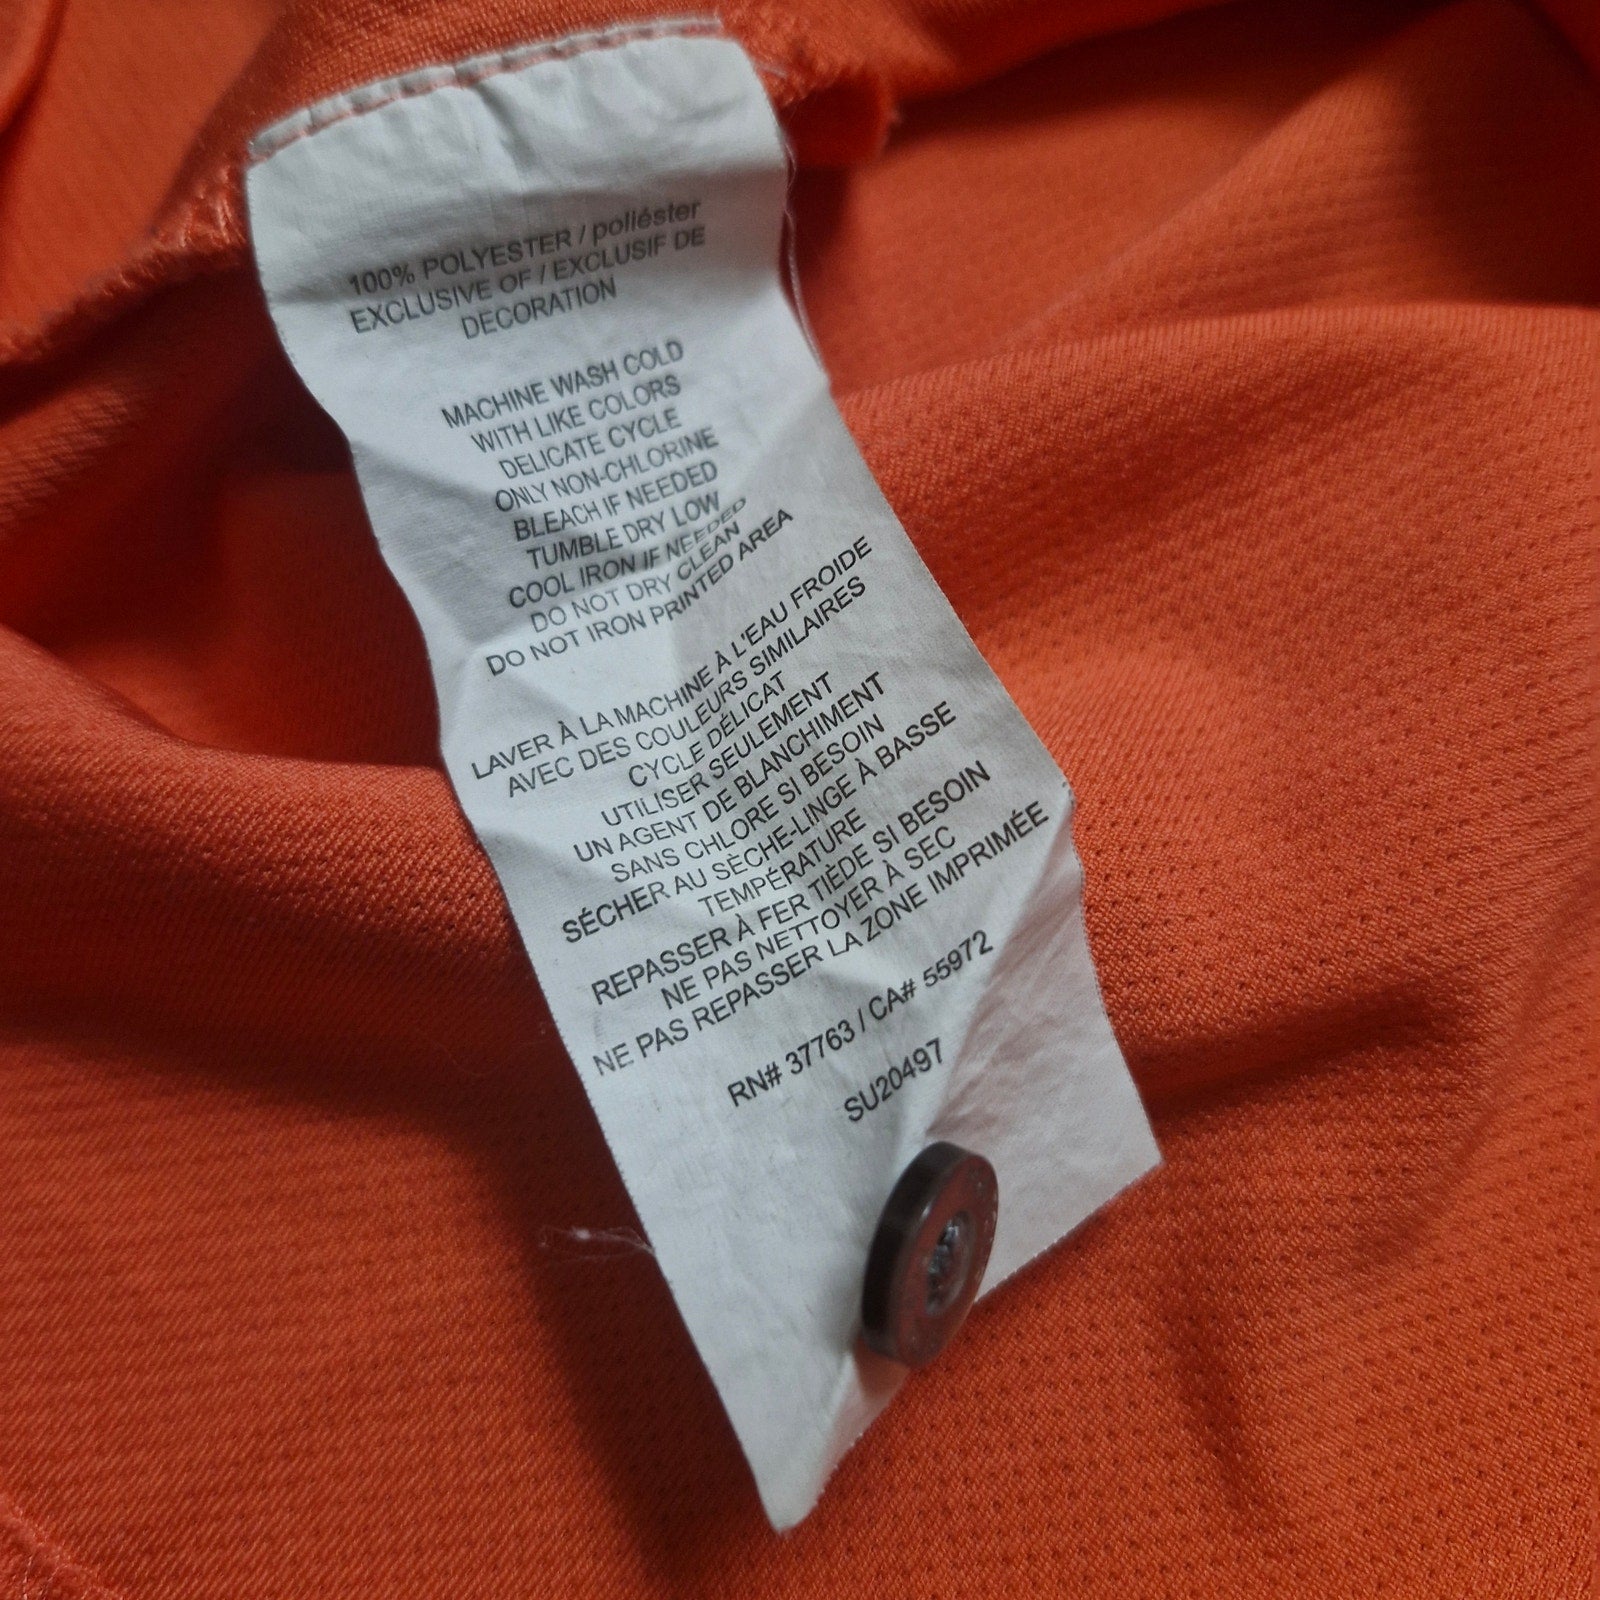 100% POLYESTER / poliéster
EXCLUSIVE OF / EXCLUSIF DE
DECORATION
MACHINE WASH COLD
WITH LIKE COLORS
DELICATE CYCLE
ONLY NON-CHLORINE
BLEACH IF NEEDED
TUMBLE DRY LOW
COOL IRON IF NEEDED
DO NOT DRY CLEAN
DO NOT IRON PRINTED AREA
LAVER À LA MACHINE À L'EAU FROIDE
AVEC DES COULEURS SIMILAIRES
CYCLE DÉLICAT
UTILISER SEULEMENT
UN AGENT DE BLANCHIMENT
SANS CHLORE SI BESOIN
SÉCHER AU SÈCHE-LINGE À BASSE
TEMPÉRATURE
REPASSER À FER TIÈDE SI BESOIN
NE PAS NETTOYER À SEC
NE PAS REPASSER LA ZONE IMPRIMÉE
RN# 37763 / CA# 55972
SU20497